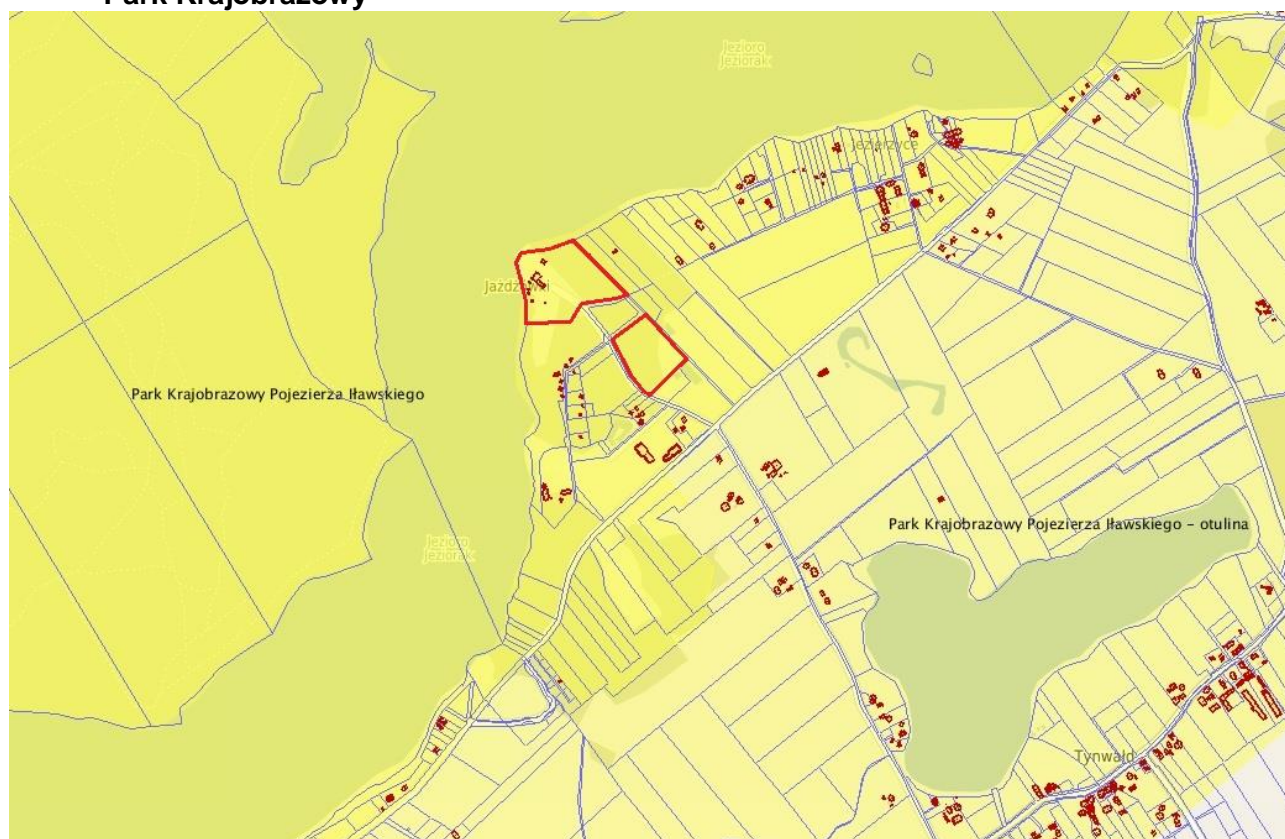 Park Krajobrazowy
Jezioro
Jeziorak
Jezierzyce
Jażdżówki
Park Krajobrazowy Pojezierza Iławskiego
Park Krajobrazowy Pojezierza Iławskiego – otulina
Jezioro
Jeziorak
Tynwałd